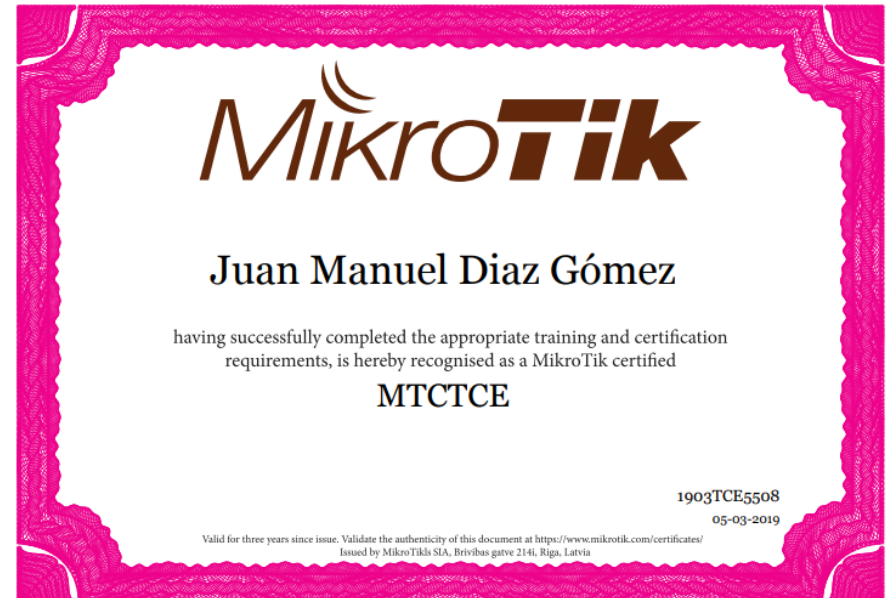 MikroTik
Juan Manuel Diaz Gómez
having successfully completed the appropriate training and certification
requirements, is hereby recognised as a MikroTik certified
MTCTCE
1903TCE5508
05-03-2019
Valid for three years since issue. Validate the authenticity of this document at https://www.mikrotik.com/certificates/
Issued by MikroTikls SIA, Brivibas gatve 214i, Riga, Latvia